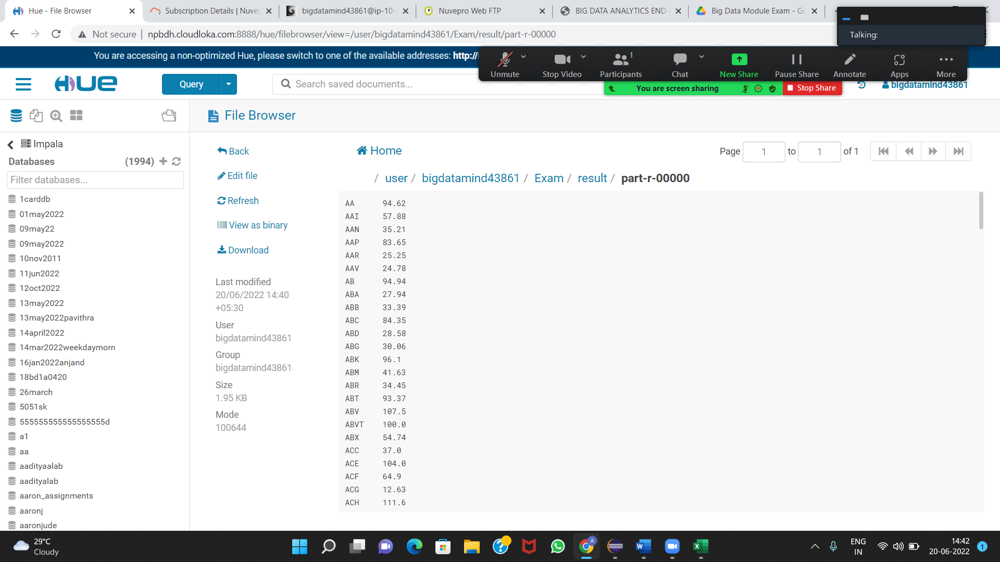 Hue - File Browser
Subscription Details | Nuvep
bigdatamind43861@ip-10-
Nuvepro Web FTP
BIG DATA ANALYTICS END
Big Data Module Exam - Go
Talking:
Not secure | npbdh.cloudloka.com:8888/hue/filebrowser/view=/user/bigdatamind43861/Exam/result/part-r-00000
You are accessing a non-optimized Hue, please switch to one of the available addresses: http://
1
Unmute
Stop Video
Participants
Chat
New Share
Pause Share
Annotate
Apps
More
HUE
Query
Search saved documents...
You are screen sharing
Stop Share
bigdatamind43861
File Browser
Impala
Databases (1994)
Filter databases...
1carddb
01may2022
09may22
09may2022
10nov2011
11jun2022
12oct2022
13may2022
13may2022pavithra
14april2022
14mar2022weekdaymorn
16jan2022anjand
18bd1a0420
26march
5051sk
555555555555555555d
a1
aa
aadityaalab
aadityalab
aaron_assignments
aaronj
aaronjude
Back
Edit file
Refresh
View as binary
Download
Last modified
20/06/2022 14:40
+05:30
User
bigdatamind43861
Group
bigdatamind43861
Size
1.95 KB
Mode
100644
Home
Page 1 to 1 of 1
/ user / bigdatamind43861 / Exam / result / part-r-00000
AA 94.62
AAI 57.88
AAN 35.21
AAP 83.65
AAR 25.25
AAV 24.78
AB 94.94
ABA 27.94
ABB 33.39
ABC 84.35
ABD 28.58
ABG 30.06
ABK 96.1
ABM 41.63
ABR 34.45
ABT 93.37
ABV 107.5
ABVT 100.0
ABX 54.74
ACC 37.0
ACE 104.0
ACF 64.9
ACG 12.63
ACH 111.6
29°C
Cloudy
A
ENG
IN
14:42
20-06-2022
1